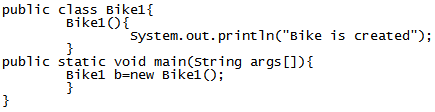 public class Bike1{
        Bike1(){
                System.out.println("Bike is created");
        }
public static void main(String args[]){
        Bike1 b=new Bike1();
        }
}